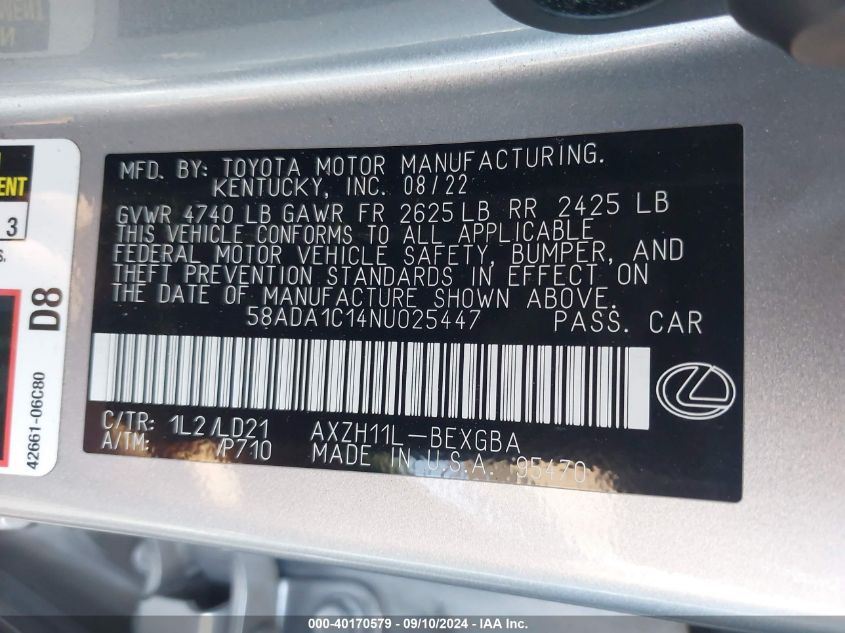 MFD. BY: TOYOTA MOTOR MANUFACTURING.
KENTUCKY, INC. 08/22
GVWR 4740 LB GAWR FR 2625 LB RR 2425 LB
THIS VEHICLE CONFORMS TO ALL APPLICABLE
FEDERAL MOTOR VEHICLE SAFETY, BUMPER, AND
THEFT PREVENTION STANDARDS IN EFFECT ON
THE DATE OF MANUFACTURE SHOWN ABOVE.
58ADA1C14NU025447 PASS. CAR
C/TR: 1L2/LD21 AXZH11L-BEXGBA
A/TM: /P710 MADE IN U.S.A. 95470
3
D8
42661-06C80
000-40170579 - 09/10/2024 - IAA Inc.